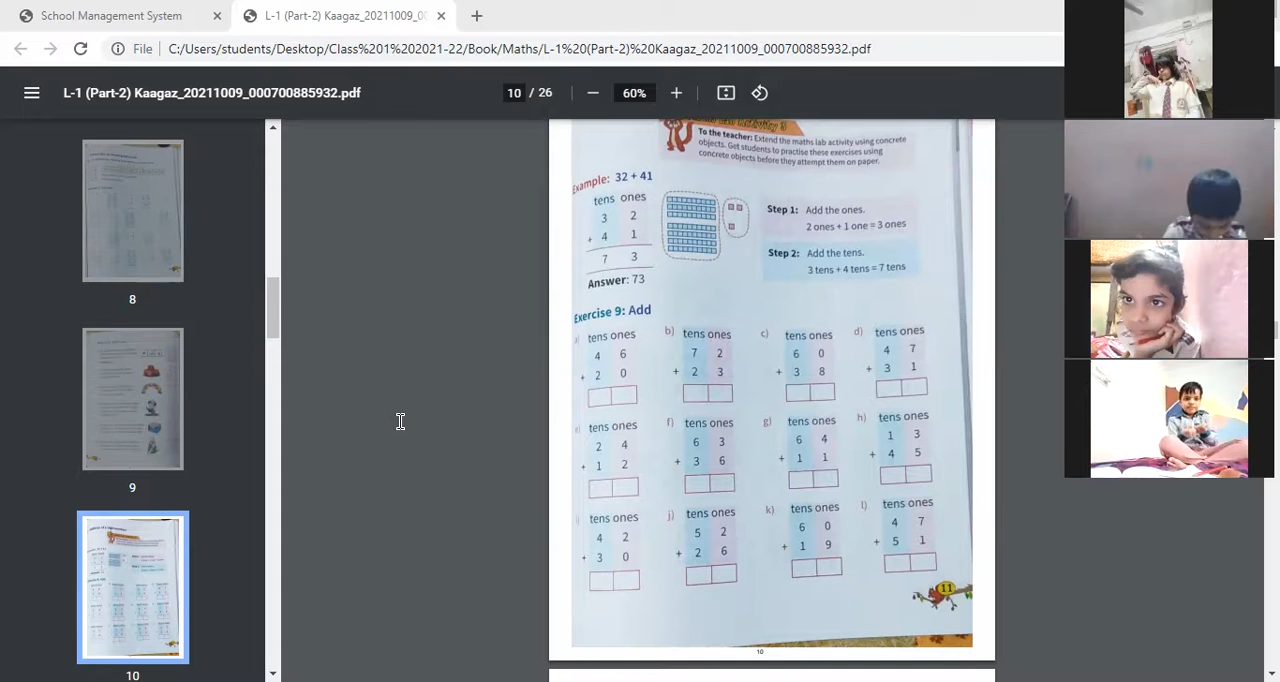 School Management System
L-1 (Part-2) Kaagaz_20211009_00
File C:/Users/students/Desktop/Class%201%202021-22/Book/Maths/L-1%20(Part-2)%20Kaagaz_20211009_000700885932.pdf
L-1 (Part-2) Kaagaz_20211009_000700885932.pdf
10 / 26
60%
8
9
10
Activity 3
To the teacher: Extend the maths lab activity using concrete
objects. Get students to practise these exercises using
concrete objects before they attempt them on paper.
Example: 32 + 41
tens ones
3 2
+ 4 1
7 3
Answer: 73
Step 1: Add the ones.
2 ones + 1 one = 3 ones
Step 2: Add the tens.
3 tens + 4 tens = 7 tens
Exercise 9: Add
tens ones b) tens ones c) tens ones d) tens ones
4 6 7 2 6 0 4 7
+ 2 0 + 2 3 + 3 8 + 3 1
tens ones f) tens ones g) tens ones h) tens ones
2 4 6 3 6 4 1 3
+ 1 2 + 3 6 + 1 1 + 4 5
tens ones j) tens ones k) tens ones l) tens ones
4 2 5 2 6 0 4 7
+ 3 0 + 2 6 + 1 9 + 5 1
11
10